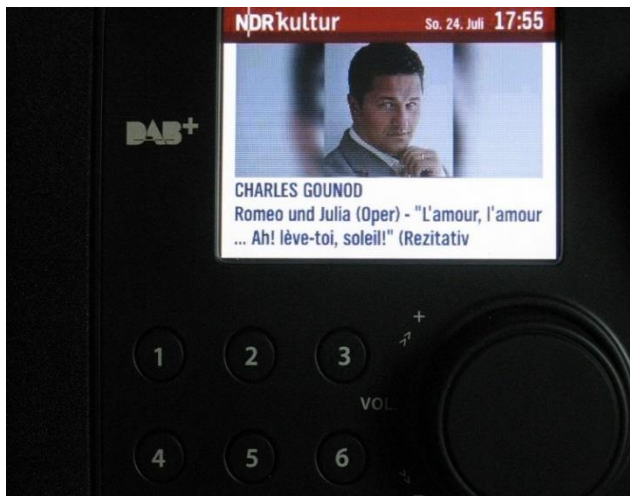 NDR kultur So. 24. Juli 17:55
DAB+
CHARLES GOUNOD
Romeo und Julia (Oper) - "L'amour, l'amour
... Ah! lève-toi, soleil!" (Rezitativ
+
1 2 3
VOL.
4 5 6